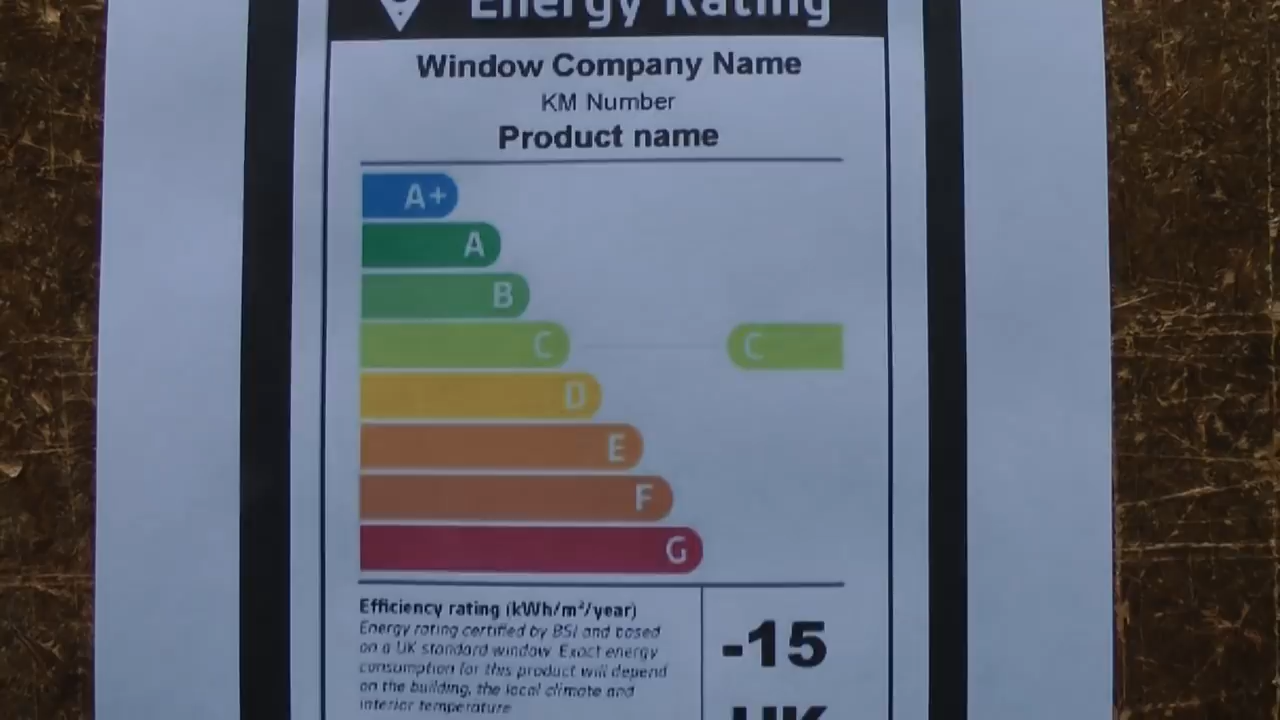 Energy Rating
Window Company Name
KM Number
Product name
A+
A
B
C C
D
E
F
G
Efficiency rating (kWh/m²/year)
Energy rating certified by BSI and based
on a UK standard window. Exact energy
consumption for this product will depend
on the building, the local climate and
interior temperature
-15
UK